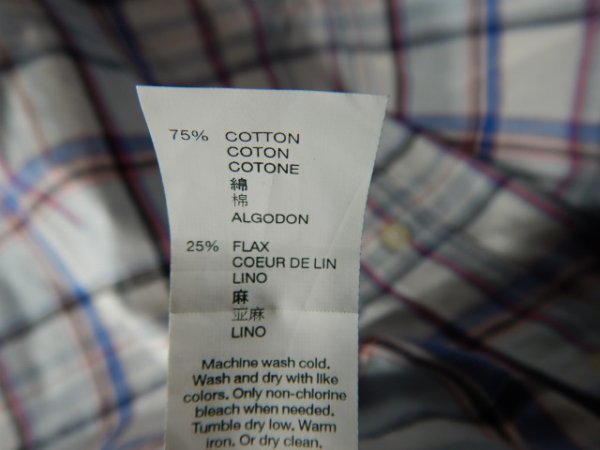 75% COTTON
COTON
COTONE
綿
棉
ALGODON
25% FLAX
COEUR DE LIN
LINO
麻
亚麻
LINO
Machine wash cold.
Wash and dry with like
colors. Only non-chlorine
bleach when needed.
Tumble dry low. Warm
iron. Or dry clean.